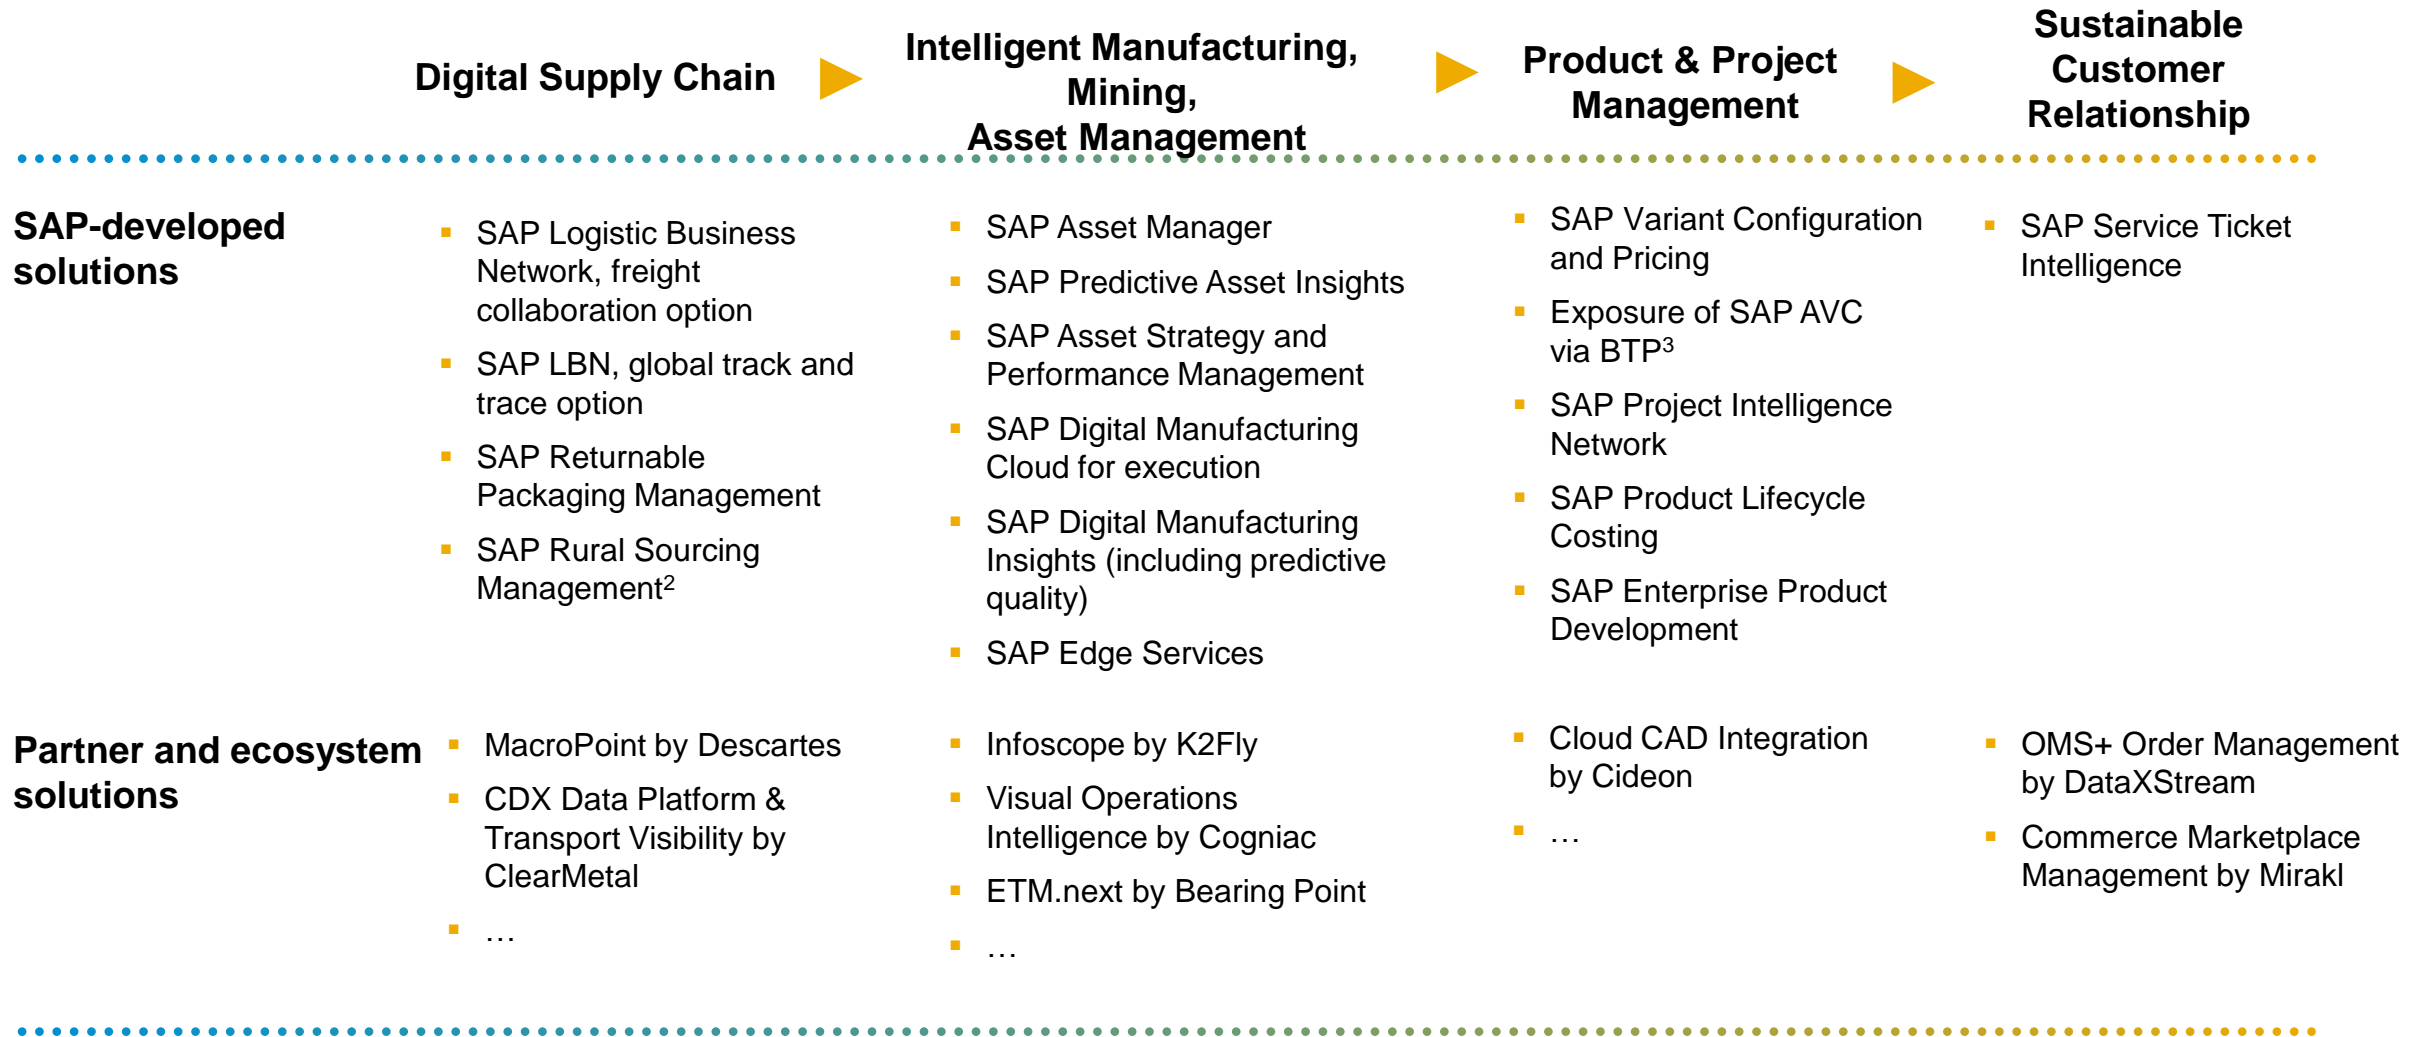 Digital Supply Chain
Intelligent Manufacturing,
Mining,
Asset Management
Product & Project
Management
Sustainable
Customer
Relationship
SAP-developed
solutions
SAP Logistic Business
Network, freight
collaboration option
SAP LBN, global track and
trace option
SAP Returnable
Packaging Management
SAP Rural Sourcing
Management²
SAP Asset Manager
SAP Predictive Asset Insights
SAP Asset Strategy and
Performance Management
SAP Digital Manufacturing
Cloud for execution
SAP Digital Manufacturing
Insights (including predictive
quality)
SAP Edge Services
SAP Variant Configuration
and Pricing
Exposure of SAP AVC
via BTP³
SAP Project Intelligence
Network
SAP Product Lifecycle
Costing
SAP Enterprise Product
Development
SAP Service Ticket
Intelligence
Partner and ecosystem
solutions
MacroPoint by Descartes
CDX Data Platform &
Transport Visibility by
ClearMetal
…
Infoscope by K2Fly
Visual Operations
Intelligence by Cogniac
ETM.next by Bearing Point
…
Cloud CAD Integration
by Cideon
…
OMS+ Order Management
by DataXStream
Commerce Marketplace
Management by Mirakl